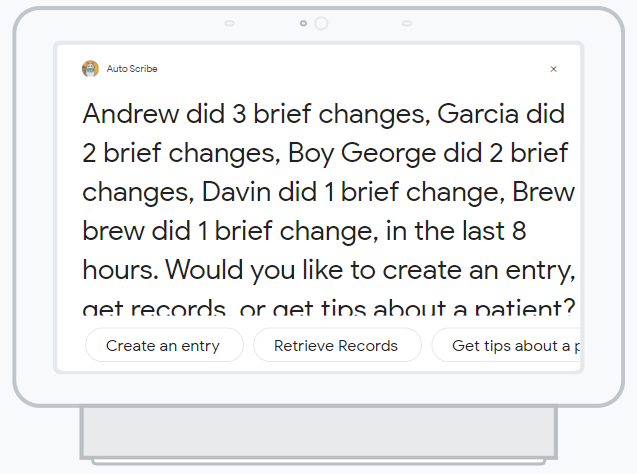 Auto Scribe
Andrew did 3 brief changes, Garcia did
2 brief changes, Boy George did 2 brief
changes, Davin did 1 brief change, Brew
brew did 1 brief change, in the last 8
hours. Would you like to create an entry,
get records, or get tips about a patient?
Create an entry
Retrieve Records
Get tips about a p